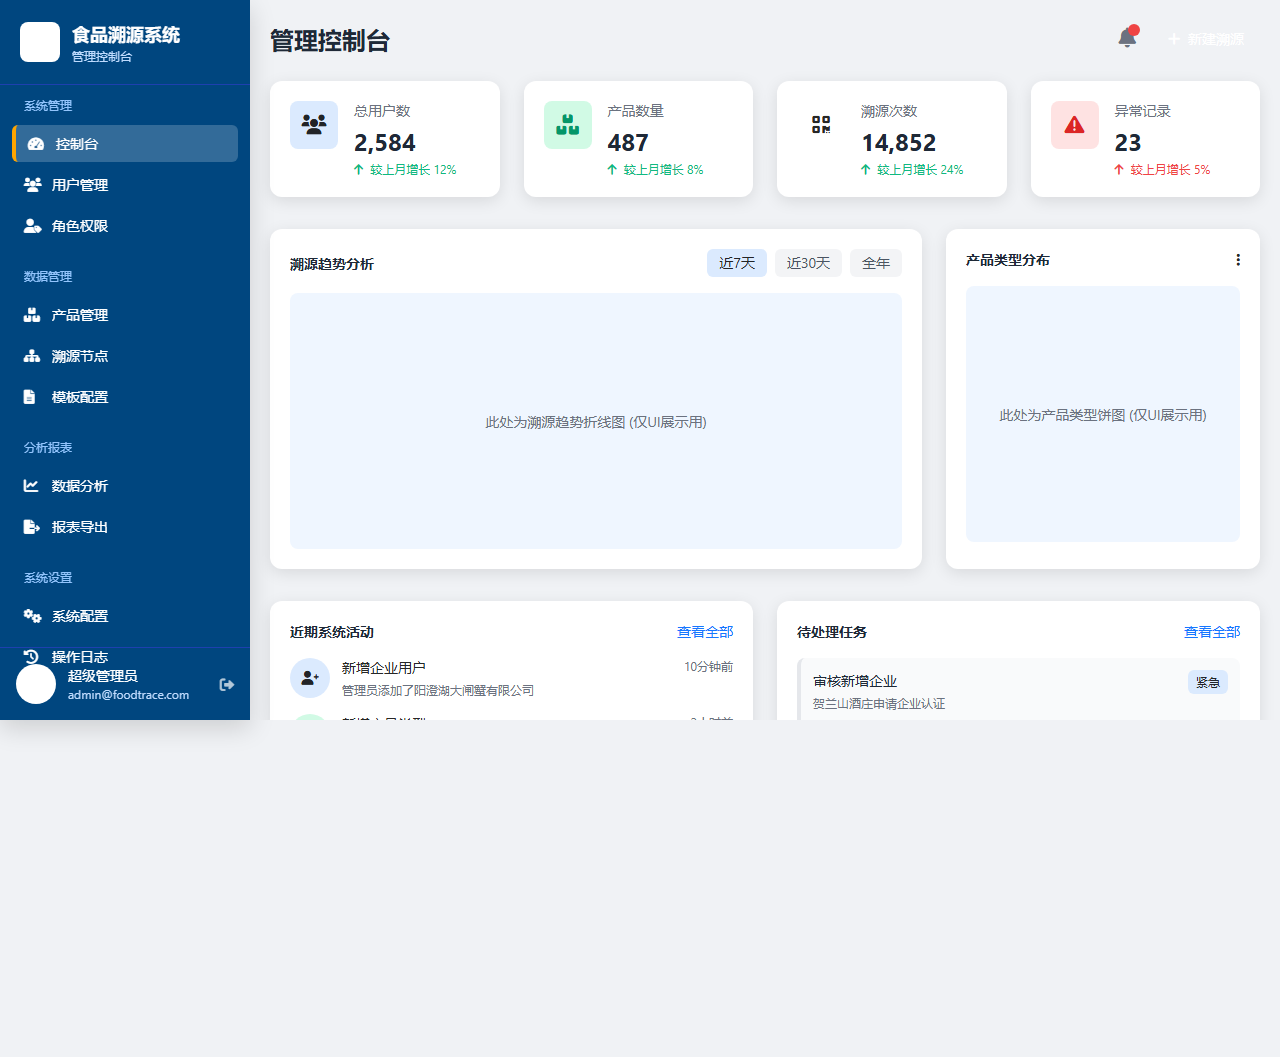 食品溯源系统
管理控制台
系统管理
控制台
用户管理
角色权限
数据管理
产品管理
溯源节点
模板配置
分析报表
数据分析
报表导出
系统设置
系统配置
操作日志
超级管理员
admin@foodtrace.com
管理控制台
新建溯源
总用户数
2,584
较上月增长 12%
产品数量
487
较上月增长 8%
溯源次数
14,852
较上月增长 24%
异常记录
23
较上月增长 5%
溯源趋势分析
近7天
近30天
全年
此处为溯源趋势折线图 (仅UI展示用)
产品类型分布
此处为产品类型饼图 (仅UI展示用)
近期系统活动
查看全部
新增企业用户
10分钟前
管理员添加了阳澄湖大闸蟹有限公司
待处理任务
查看全部
审核新增企业
紧急
贺兰山酒庄申请企业认证